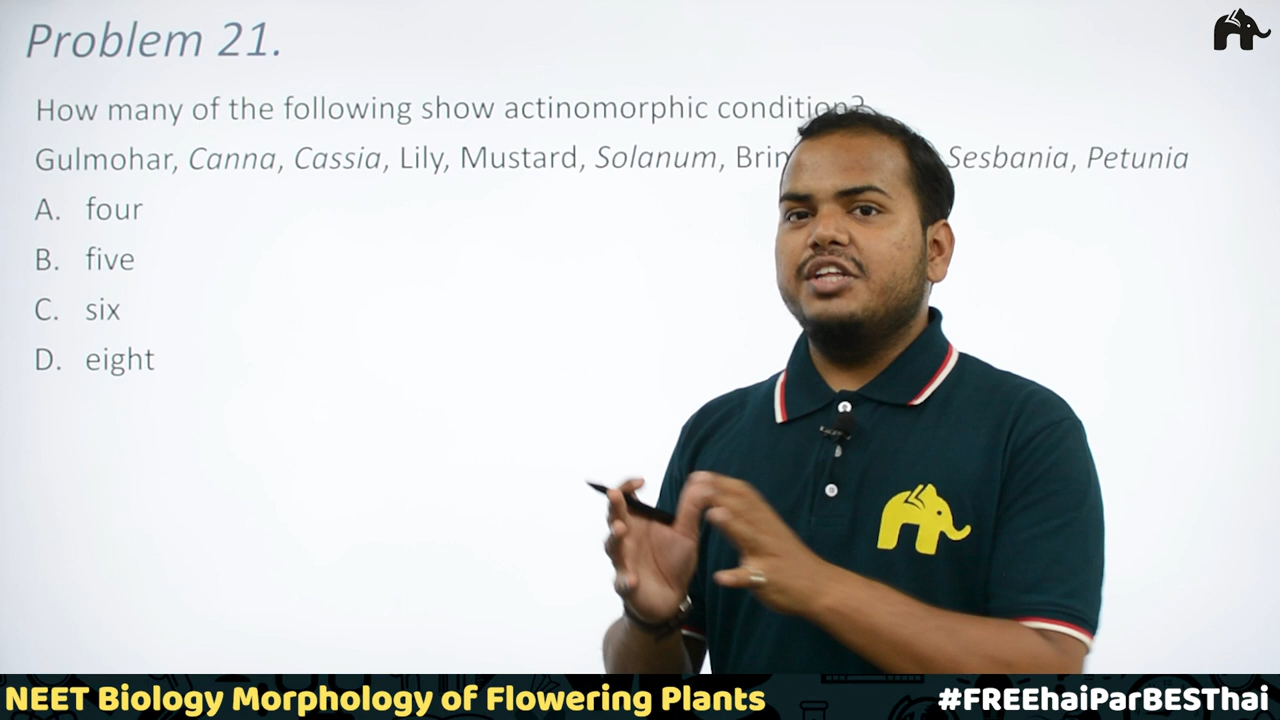 Problem 21.
How many of the following show actinomorphic condition?
Gulmohar, Canna, Cassia, Lily, Mustard, Solanum, Sesbania, Petunia
A. four
B. five
C. six
D. eight
NEET Biology Morphology of Flowering Plants
#FREEhaiParBESThai